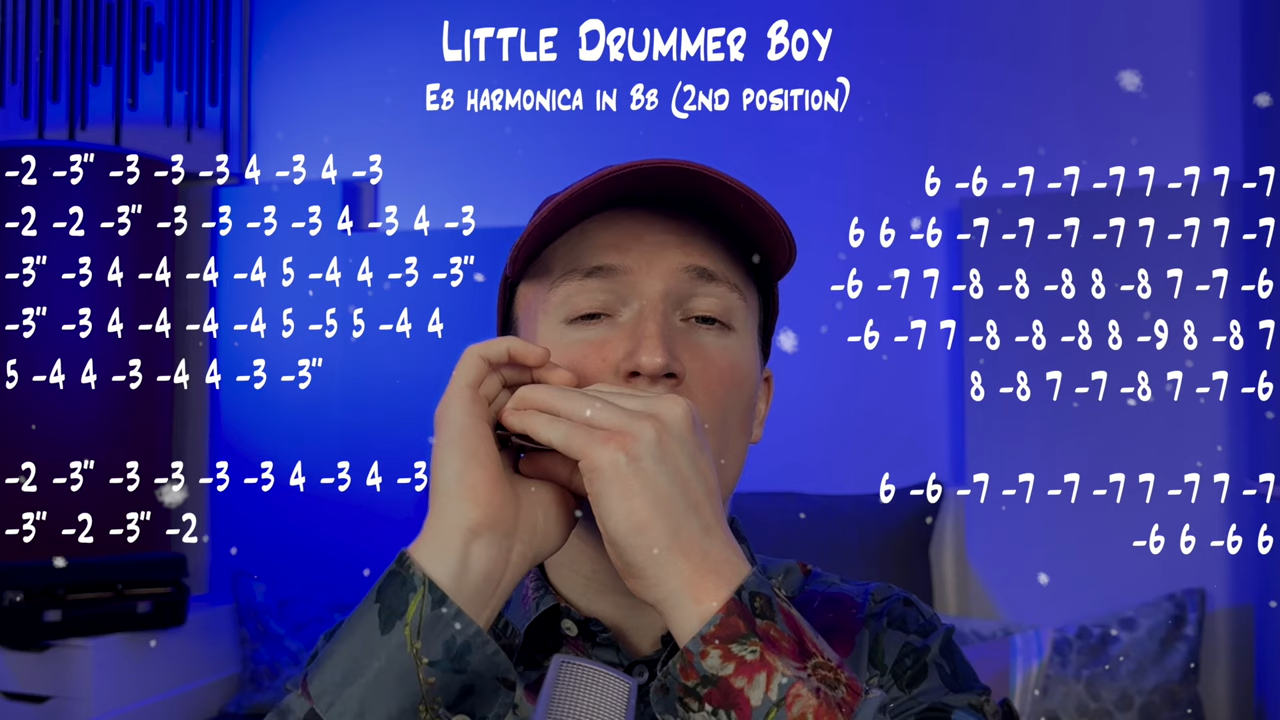 Little Drummer Boy
Eb harmonica in Bb (2nd position)
-2 -3" -3 -3 -3 4 -3 4 -3
-2 -2 -3" -3 -3 -3 -3 4 -3 4 -3
-3" -3 4 -4 -4 -4 5 -4 4 -3 -3"
-3" -3 4 -4 -4 -4 5 -5 5 -4 4
5 -4 4 -3 -4 4 -3 -3"
-2 -3" -3 -3 -3 -3 4 -3 4 -3
-3" -2 -3" -2
6 -6 -7 -7 -7 7 -7 7 -7
6 6 -6 -7 -7 -7 -7 7 -7 7 -7
-6 -7 7 -8 -8 -8 8 -8 7 -7 -6
-6 -7 7 -8 -8 -8 8 -9 8 -8 7
8 -8 7 -7 -8 7 -7 -6
6 -6 -7 -7 -7 -7 7 -7 7 -7
-6 6 -6 6